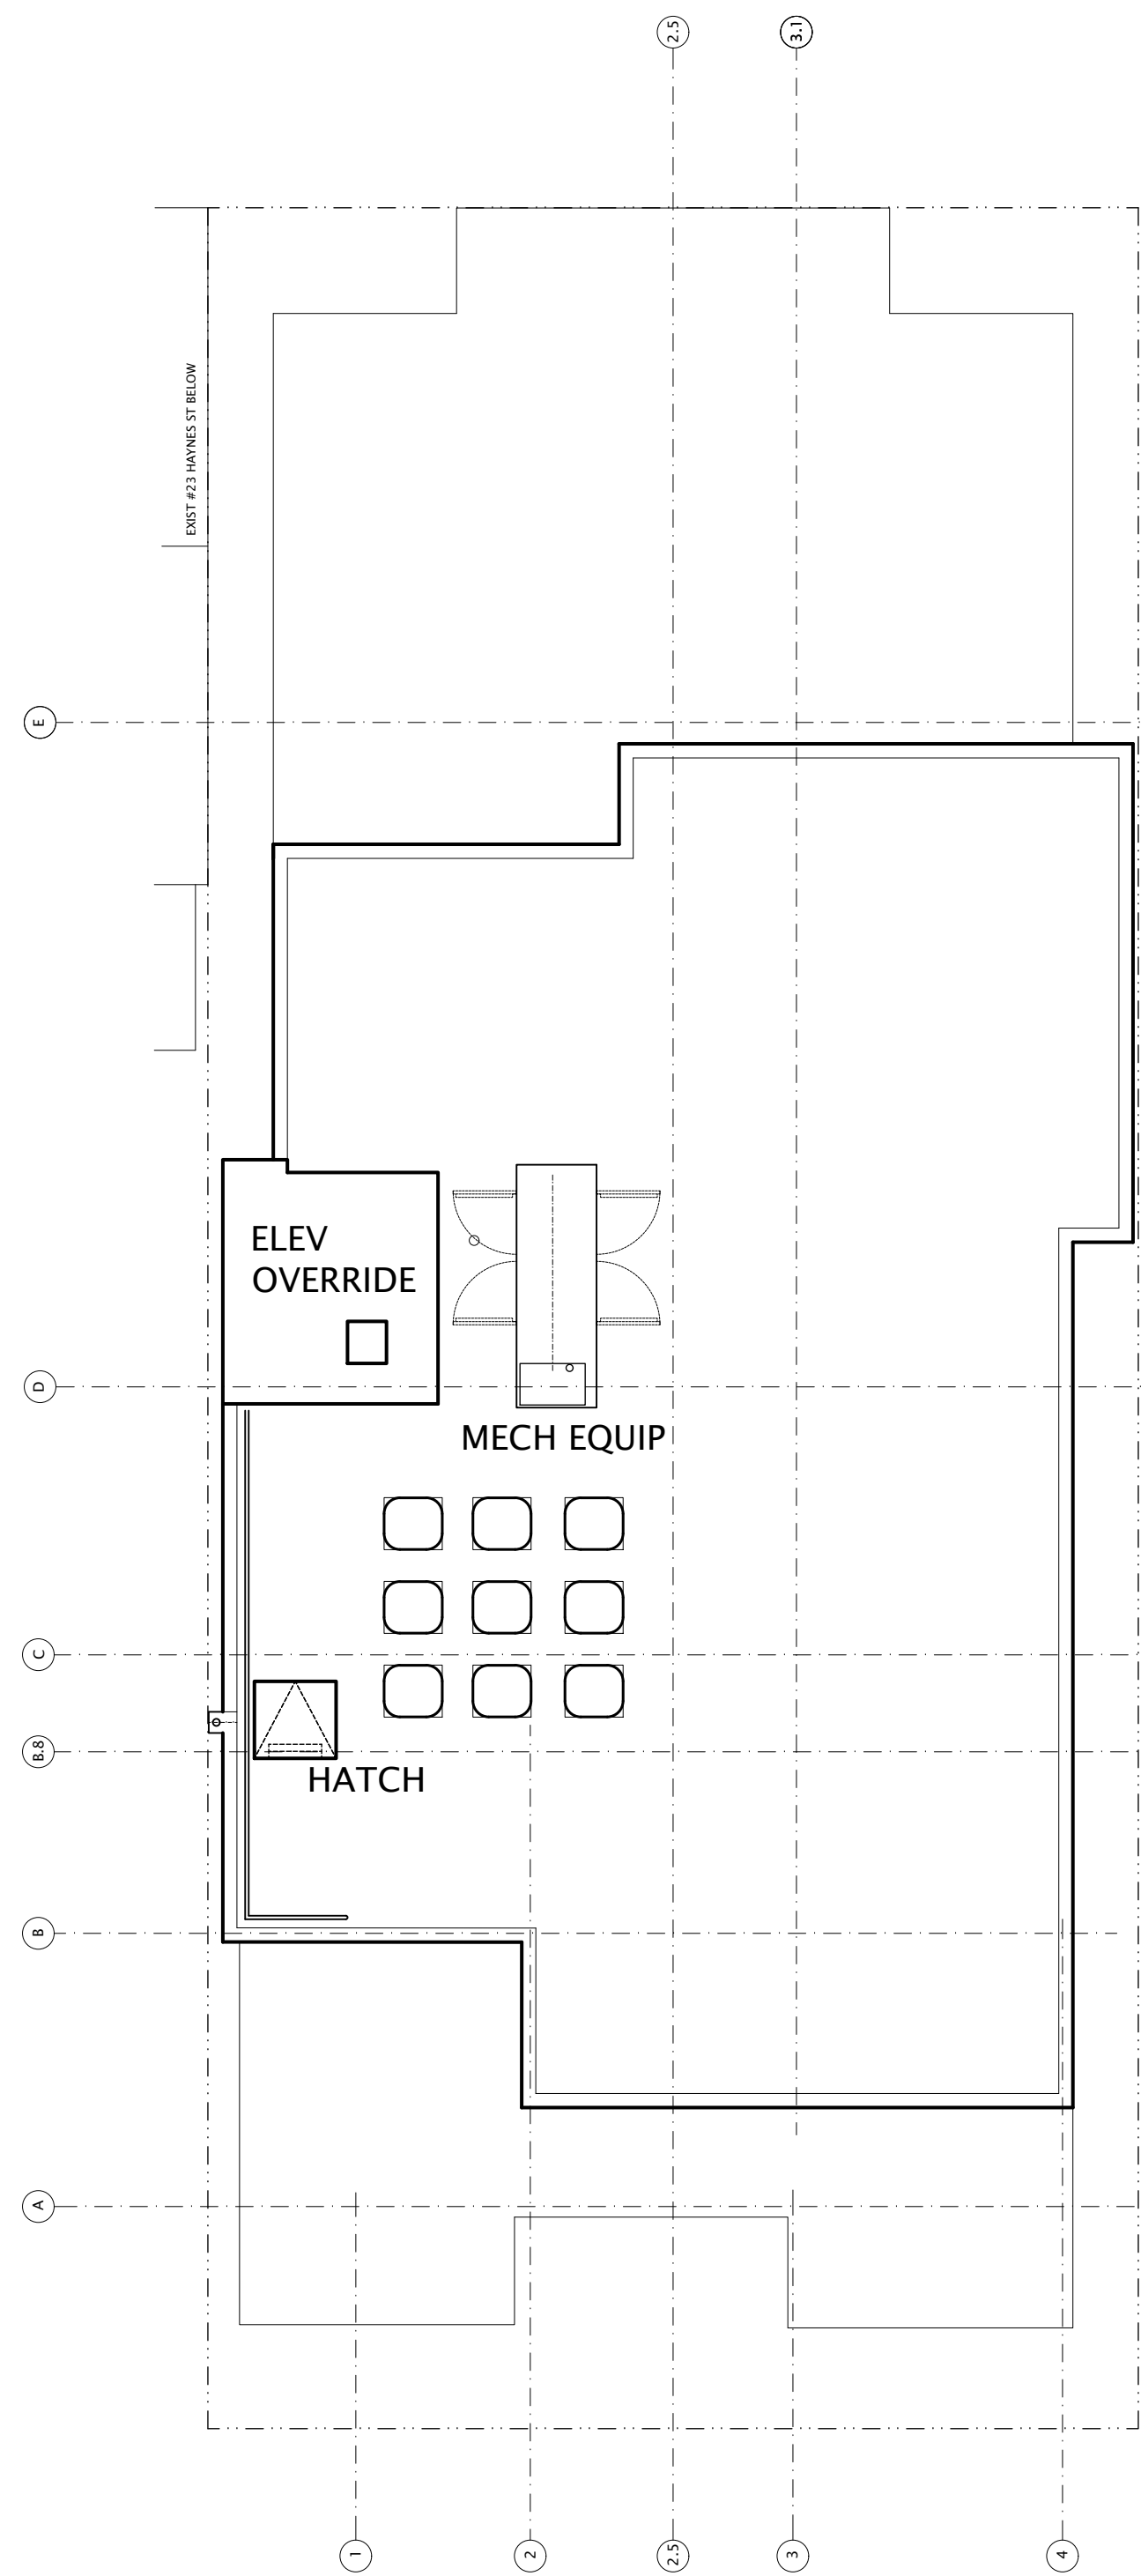 2.5
3.1
EXIST #23 HAYNES ST BELOW
E
ELEV
OVERRIDE
D
MECH EQUIP
C
B.8
HATCH
B
A
1
2
2.5
3
4